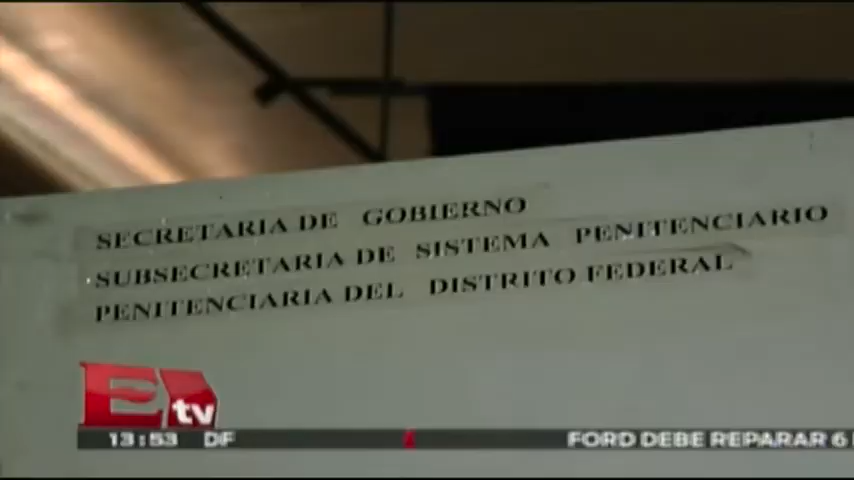 SECRETARIA DE GOBIERNO
SUBSECRETARIA DE SISTEMA PENITENCIARIO
PENITENCIARIA DEL DISTRITO FEDERAL
E tv
13:53 DF FORD DEBE REPARAR 6